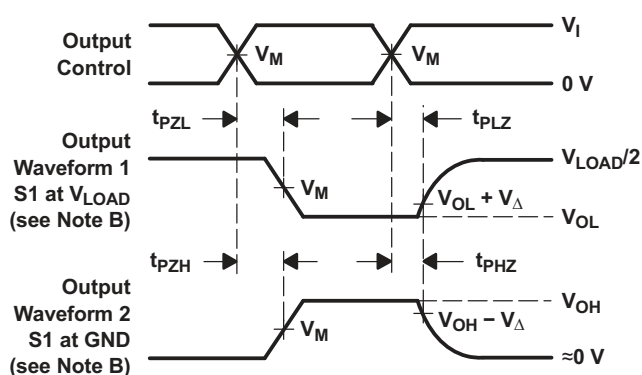 Output
Control
V_M
V_M
V_I
0 V
t_PZL
t_PLZ
Output
Waveform 1
S1 at V_LOAD
(see Note B)
V_M
V_LOAD/2
V_OL + V_Δ
V_OL
t_PZH
t_PHZ
Output
Waveform 2
S1 at GND
(see Note B)
V_M
V_OH
V_OH − V_Δ
≈0 V